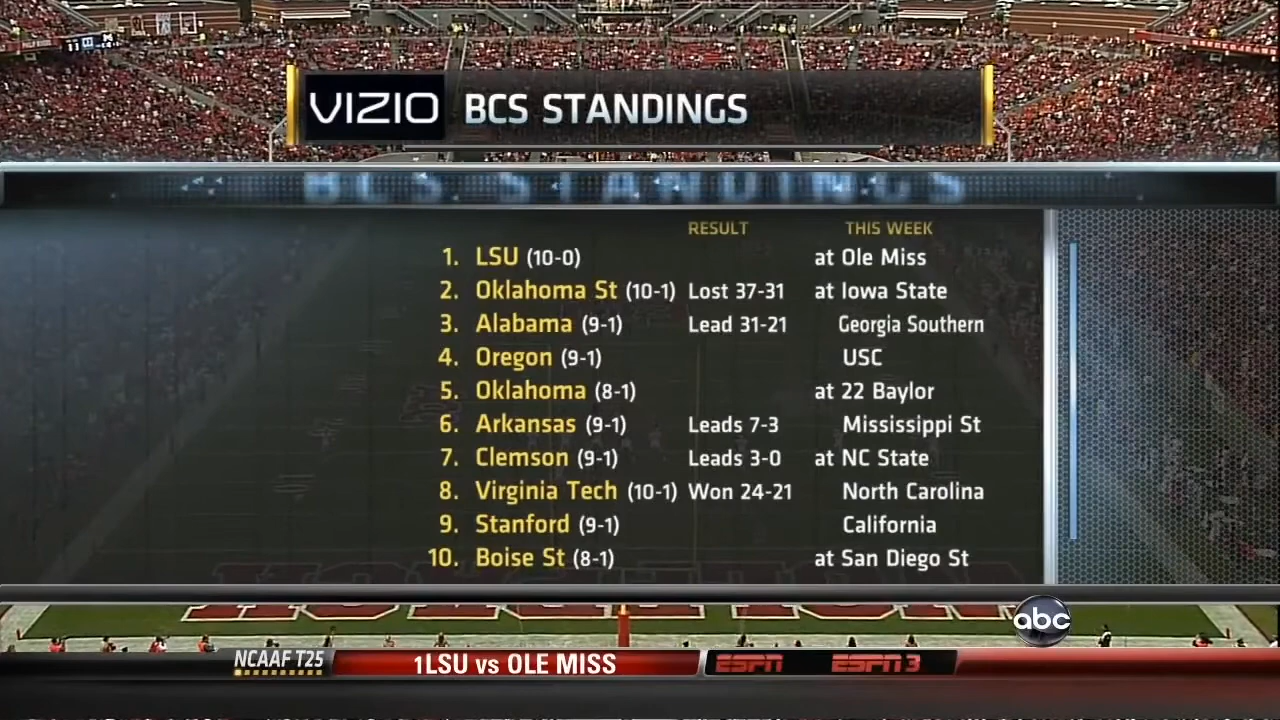 VIZIO BCS STANDINGS
BCS STANDINGS
RESULT THIS WEEK
1. LSU (10-0) at Ole Miss
2. Oklahoma St (10-1) Lost 37-31 at Iowa State
3. Alabama (9-1) Lead 31-21 Georgia Southern
4. Oregon (9-1) USC
5. Oklahoma (8-1) at 22 Baylor
6. Arkansas (9-1) Leads 7-3 Mississippi St
7. Clemson (9-1) Leads 3-0 at NC State
8. Virginia Tech (10-1) Won 24-21 North Carolina
9. Stanford (9-1) California
10. Boise St (8-1) at San Diego St
abc
NCAAF T25 1LSU vs OLE MISS ESPN ESPN 3